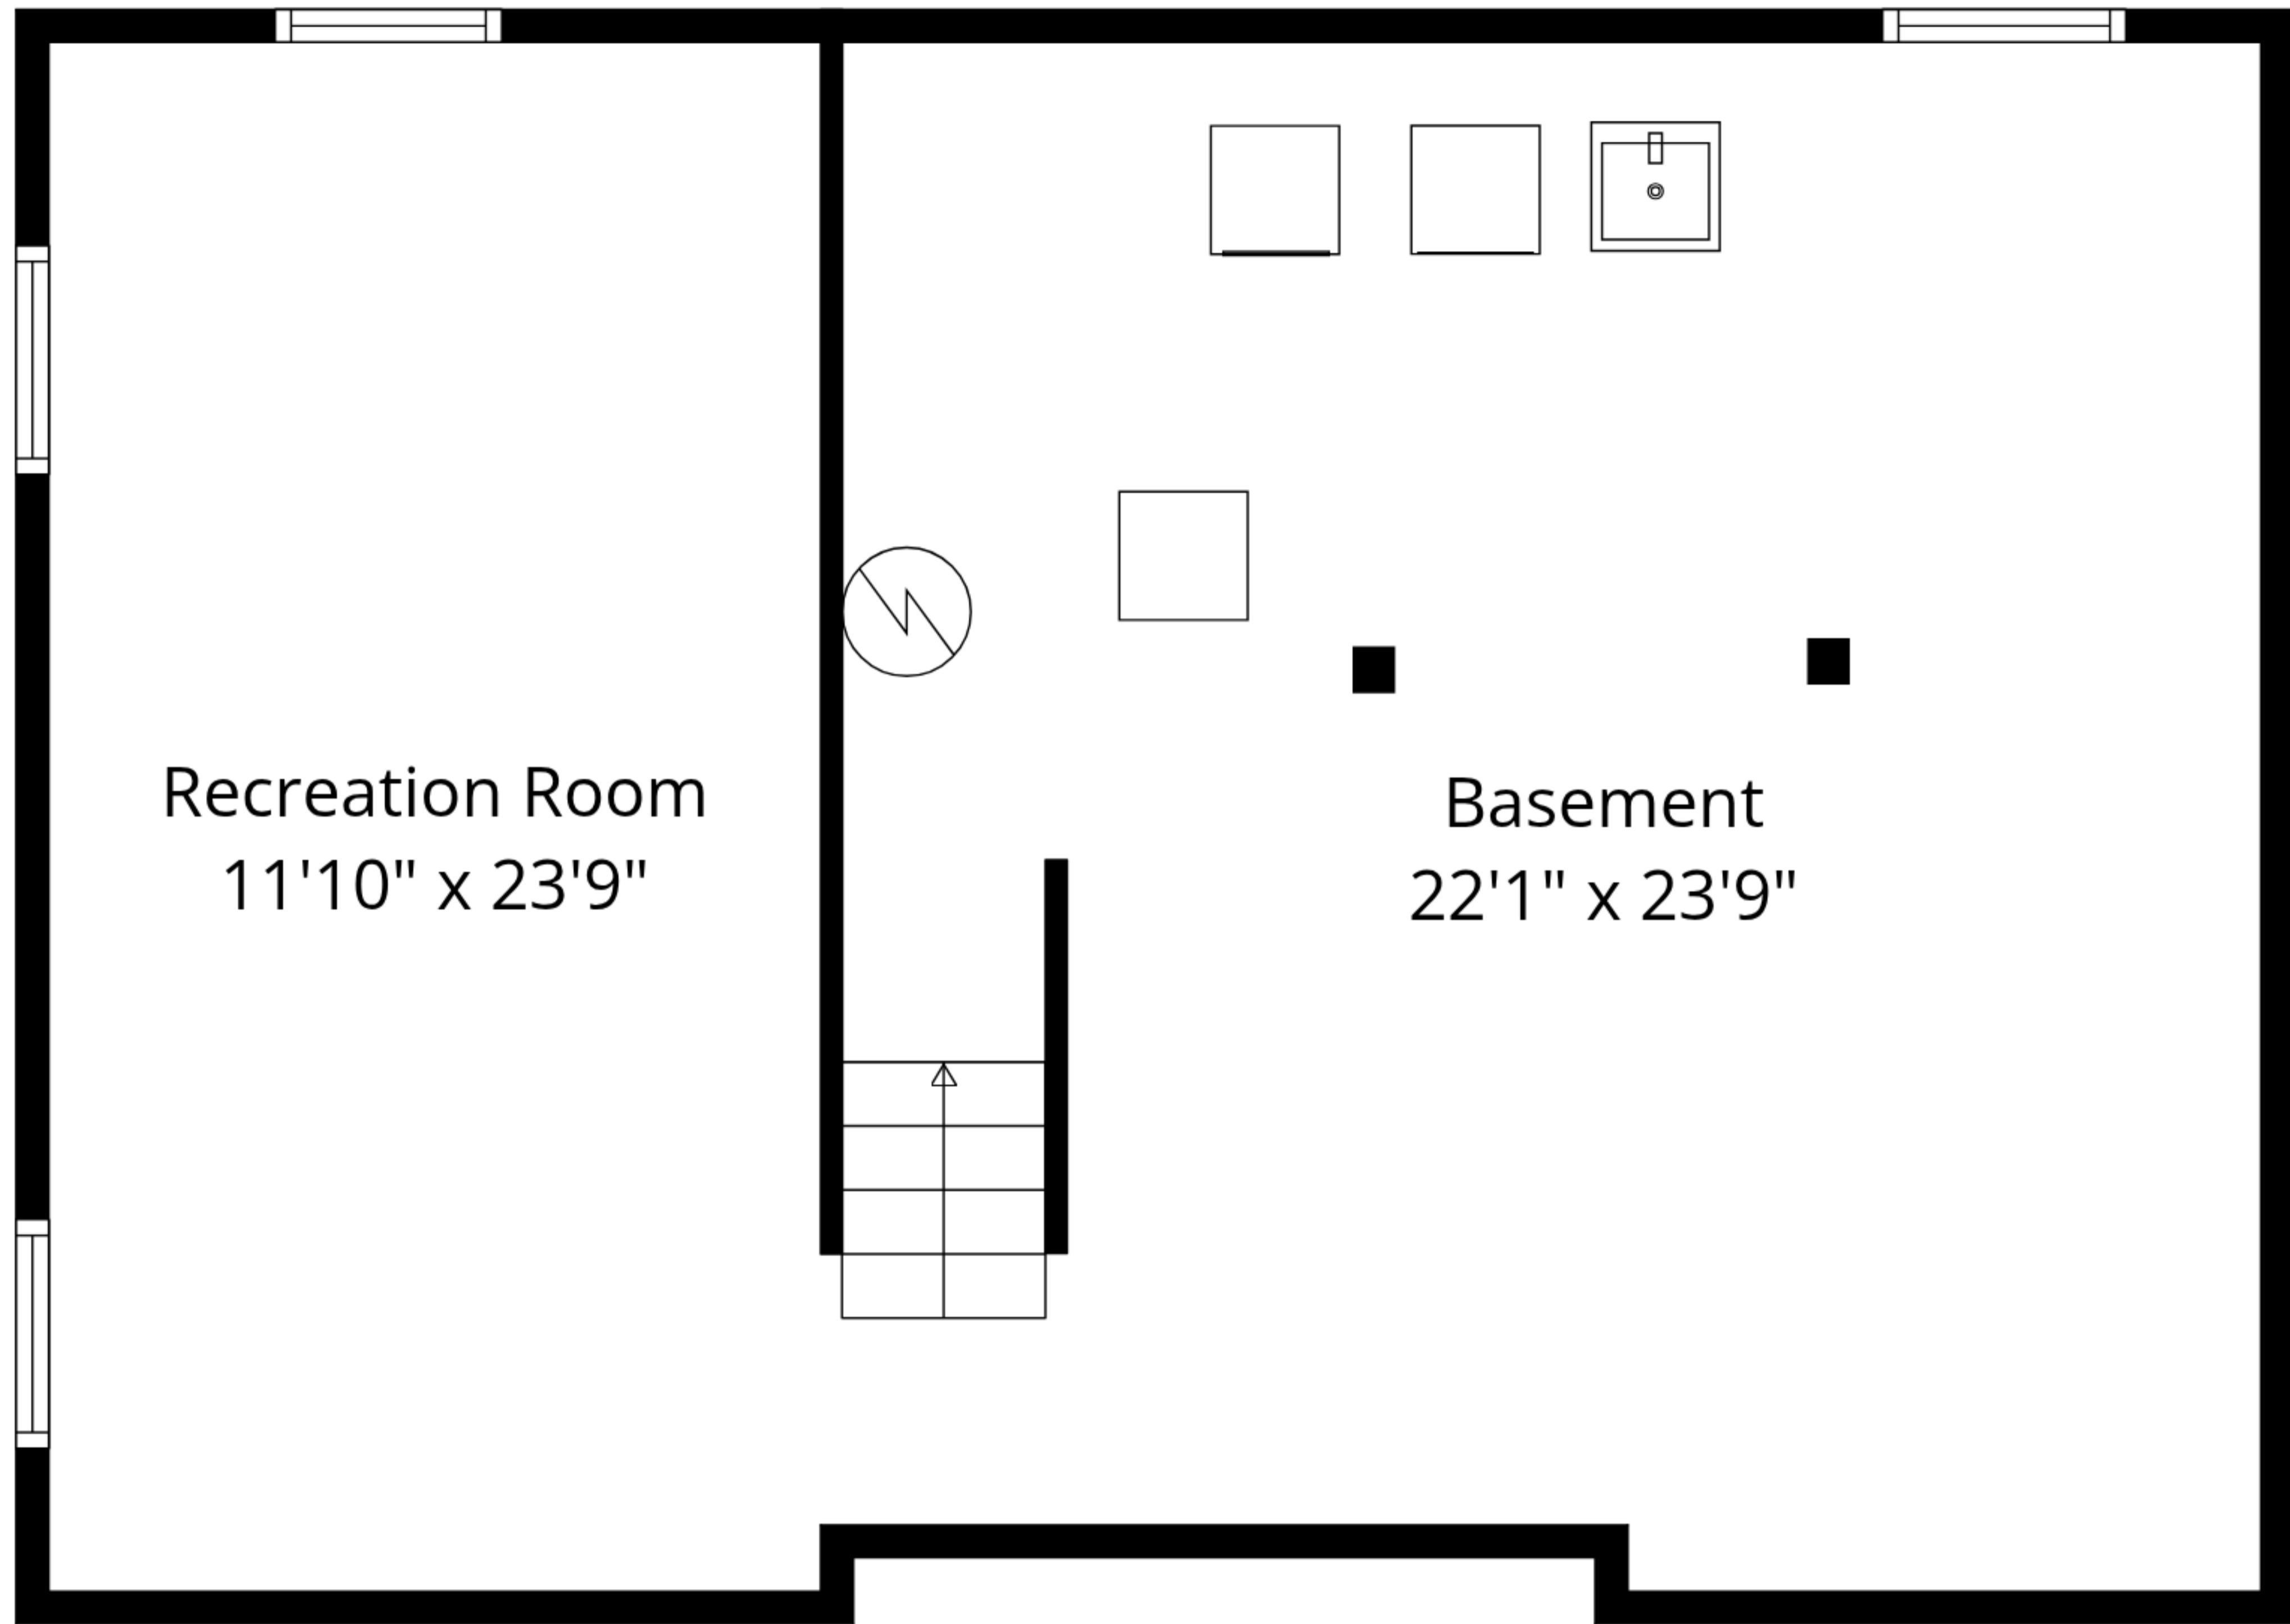 Recreation Room
11'10" x 23'9"
Basement
22'1" x 23'9"